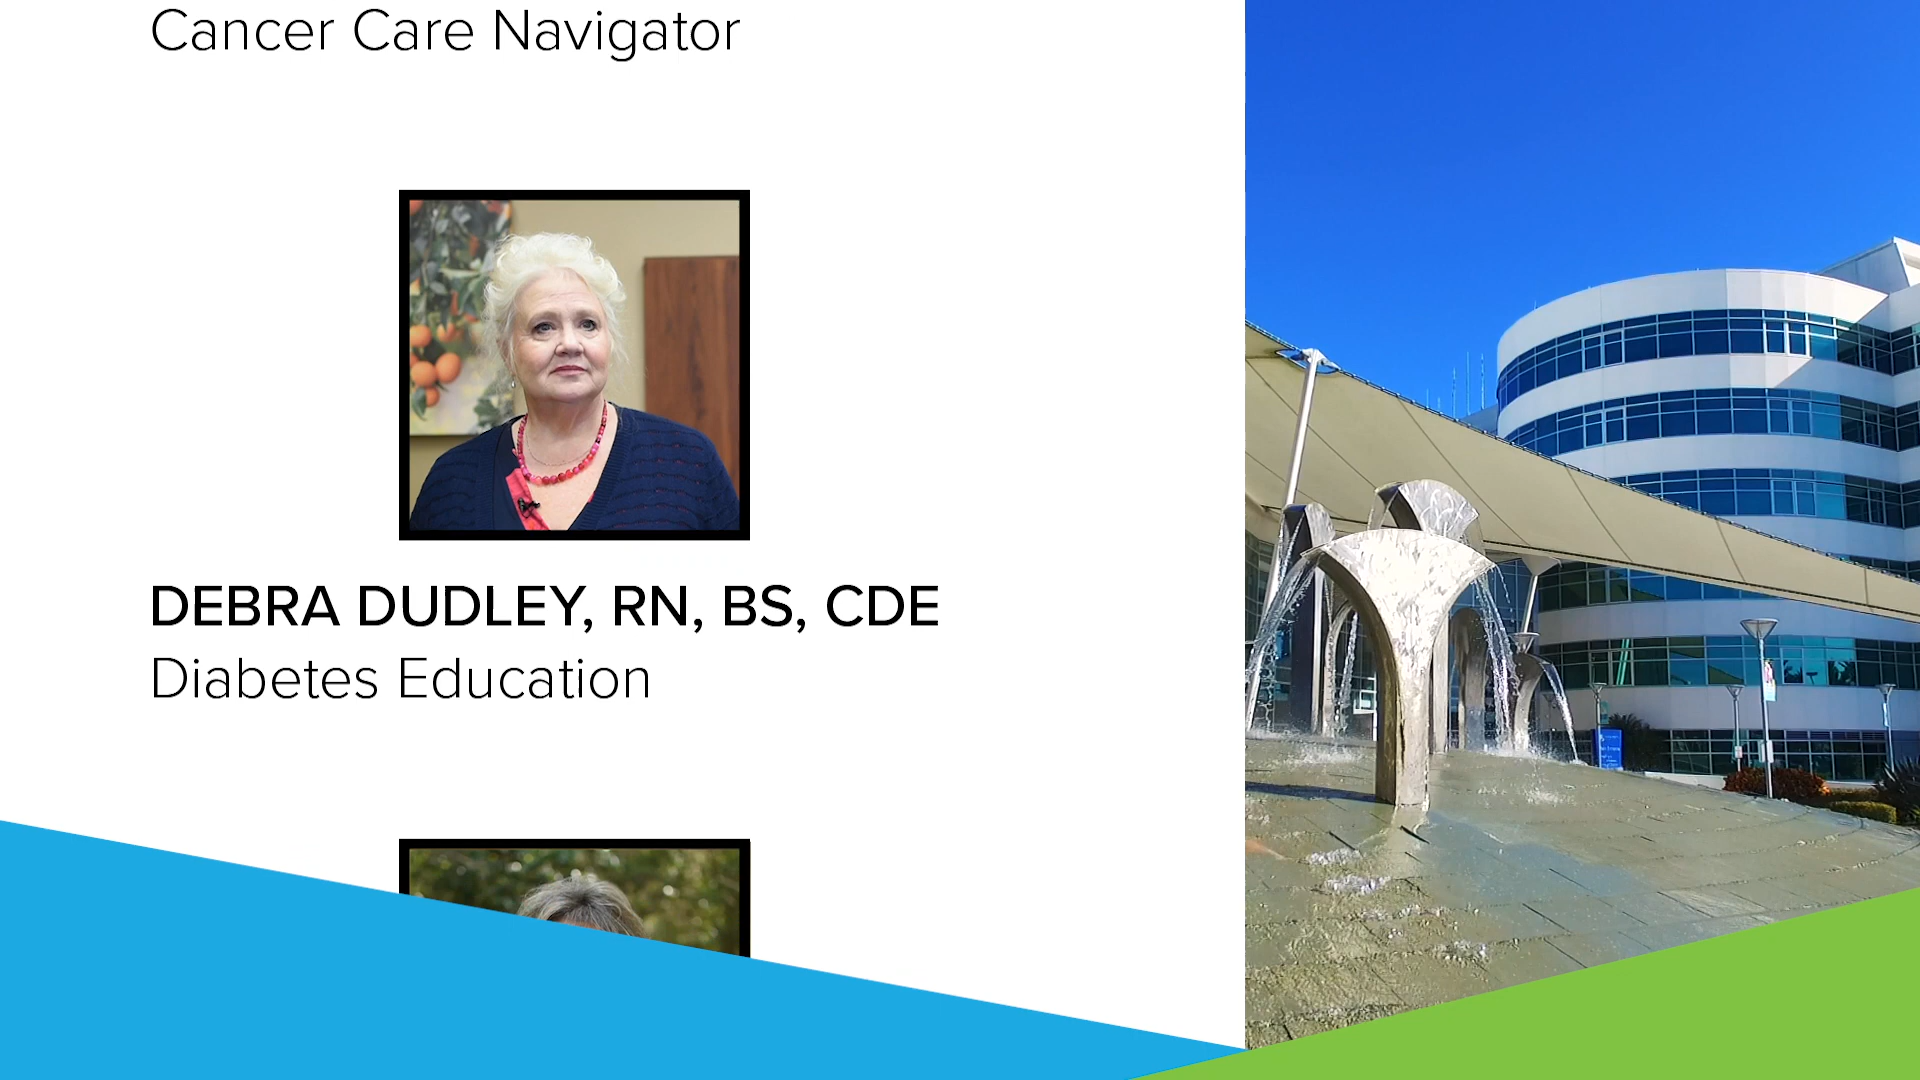 Cancer Care Navigator
DEBRA DUDLEY, RN, BS, CDE
Diabetes Education